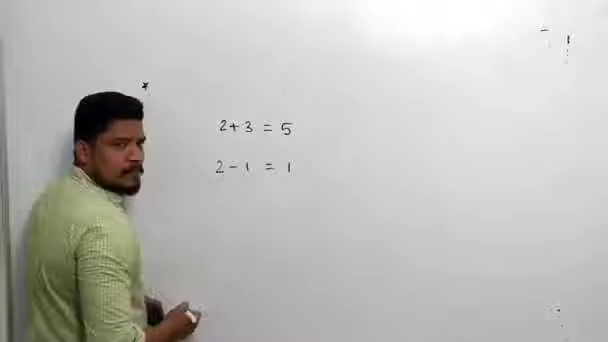 2 + 3 = 5
2 - 1 = 1